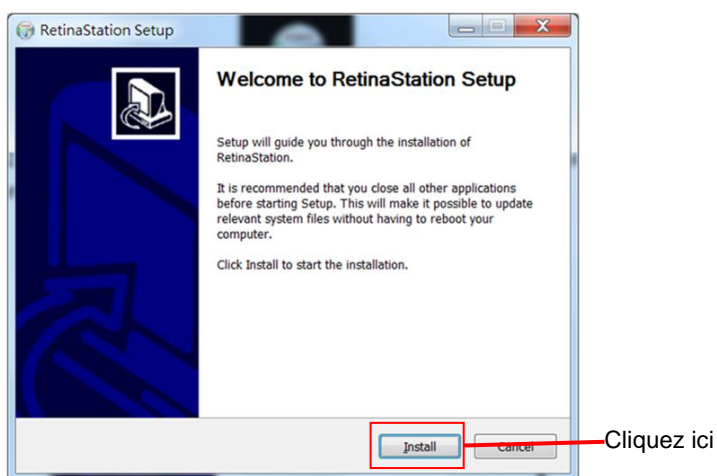 RetinaStation Setup
Welcome to RetinaStation Setup
Setup will guide you through the installation of
RetinaStation.
It is recommended that you close all other applications
before starting Setup. This will make it possible to update
relevant system files without having to reboot your
computer.
Click Install to start the installation.
Install
Cancel
Cliquez ici